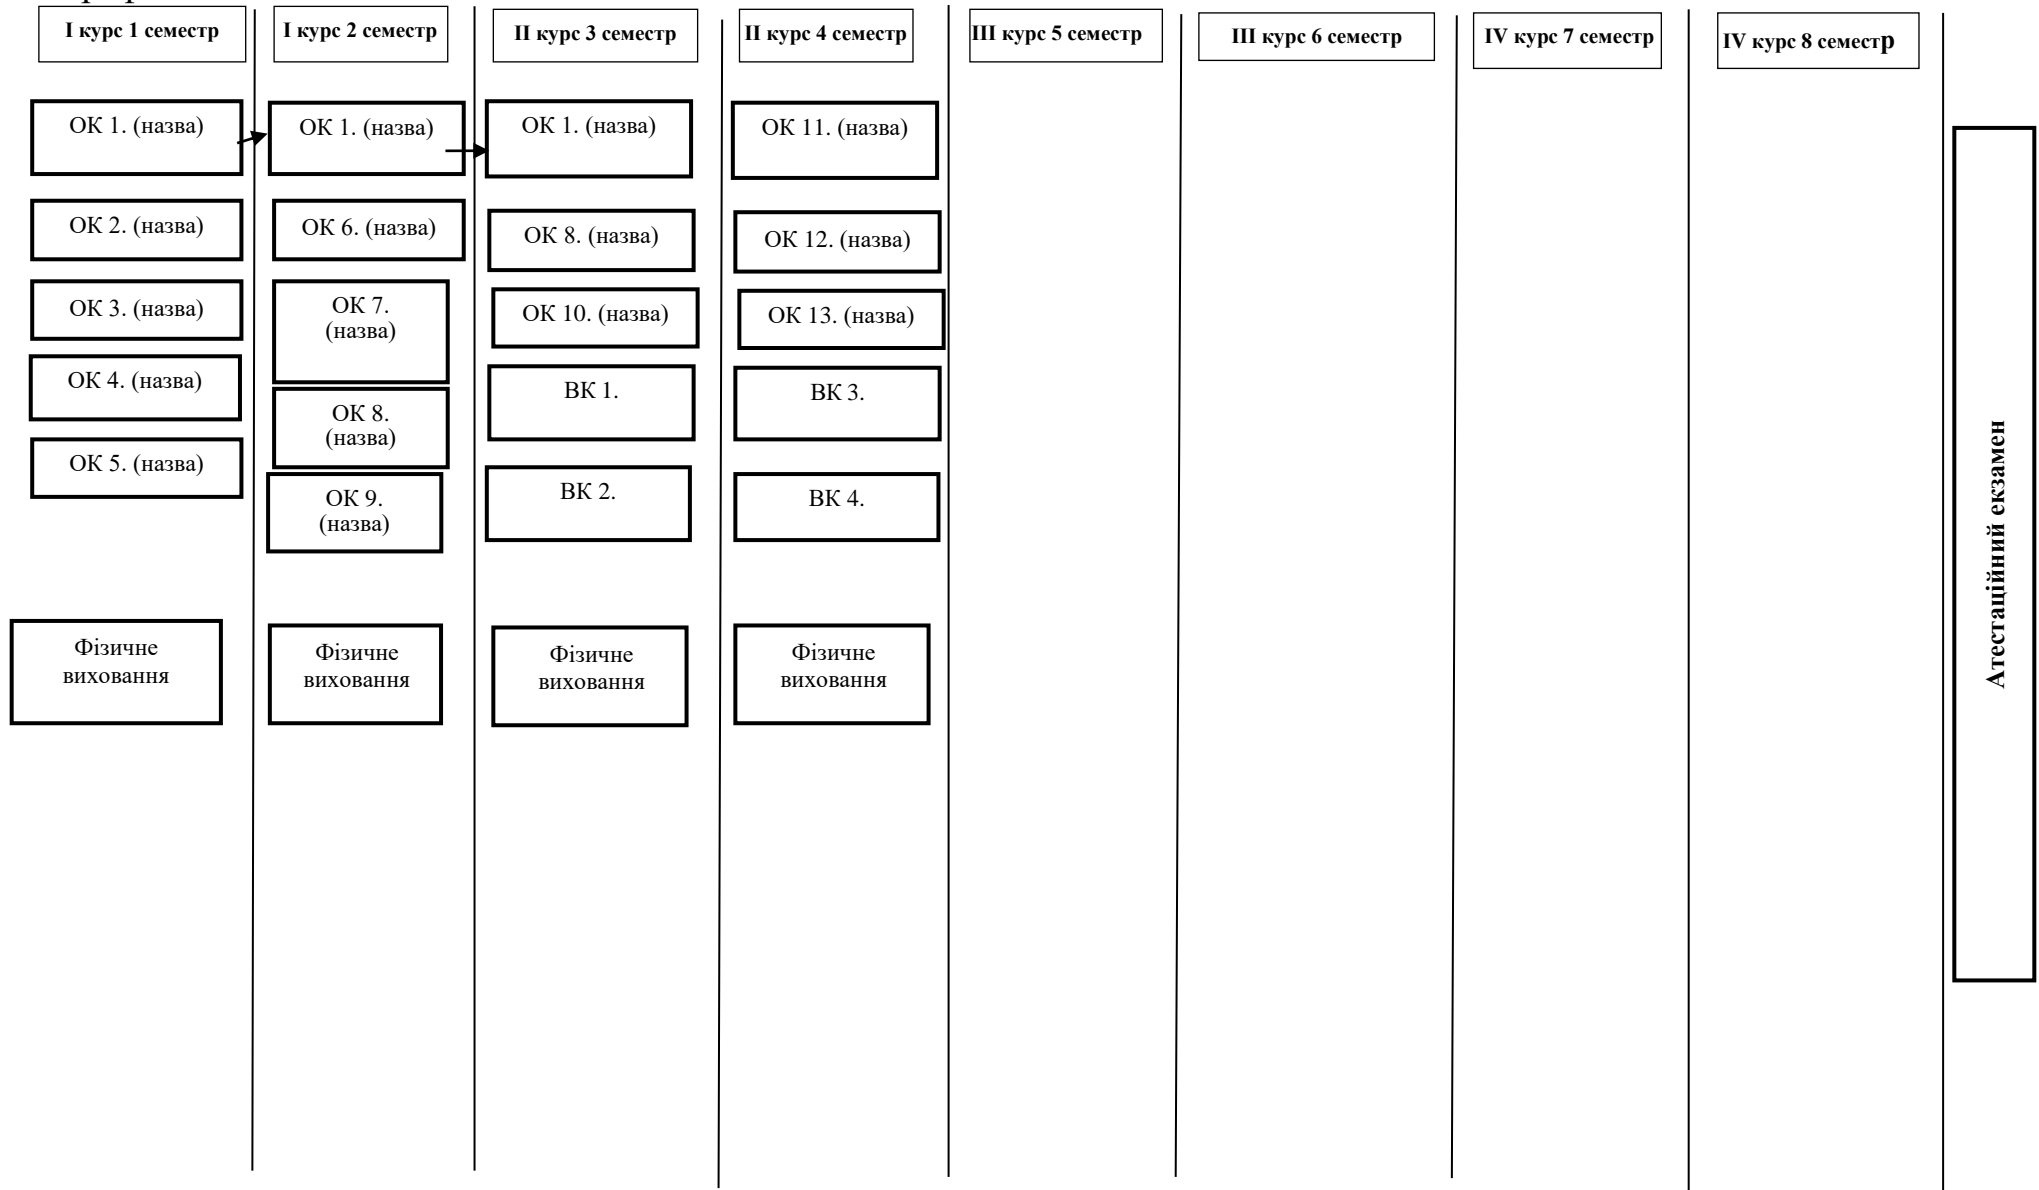 І курс 1 семестр
І курс 2 семестр
ІІ курс 3 семестр
ІІ курс 4 семестр
ІІІ курс 5 семестр
ІІІ курс 6 семестр
IV курс 7 семестр
IV курс 8 семестр
ОК 1. (назва)
ОК 2. (назва)
ОК 3. (назва)
ОК 4. (назва)
ОК 5. (назва)
Фізичне
виховання
ОК 1. (назва)
ОК 6. (назва)
ОК 7.
(назва)
ОК 8.
(назва)
ОК 9.
(назва)
Фізичне
виховання
ОК 1. (назва)
ОК 8. (назва)
ОК 10. (назва)
ВК 1.
ВК 2.
Фізичне
виховання
ОК 11. (назва)
ОК 12. (назва)
ОК 13. (назва)
ВК 3.
ВК 4.
Фізичне
виховання
Атестаційний екзамен